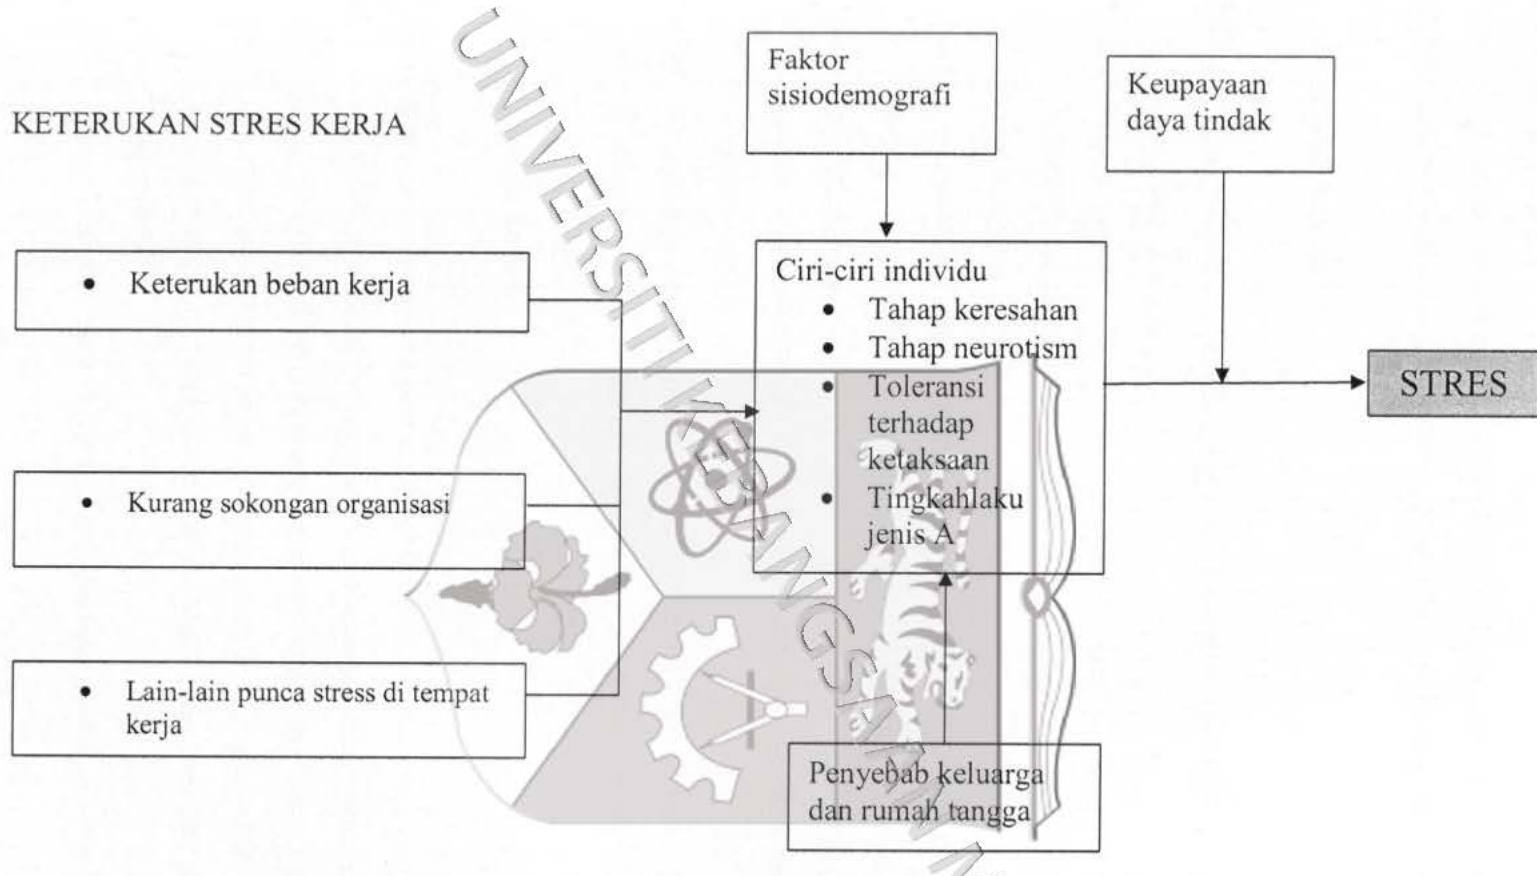 KETERUKAN STRES KERJA
Faktor
sisiodemografi
Keupayaan
daya tindak
• Keterukan beban kerja
• Kurang sokongan organisasi
• Lain-lain punca stress di tempat
kerja
Ciri-ciri individu
• Tahap keresahan
• Tahap neurotism
• Toleransi
terhadap
ketaksaan
• Tingkahlaku
jenis A
Penyebab keluarga
dan rumah tangga
STRES
UNIVERSITI KEBANGSAAN